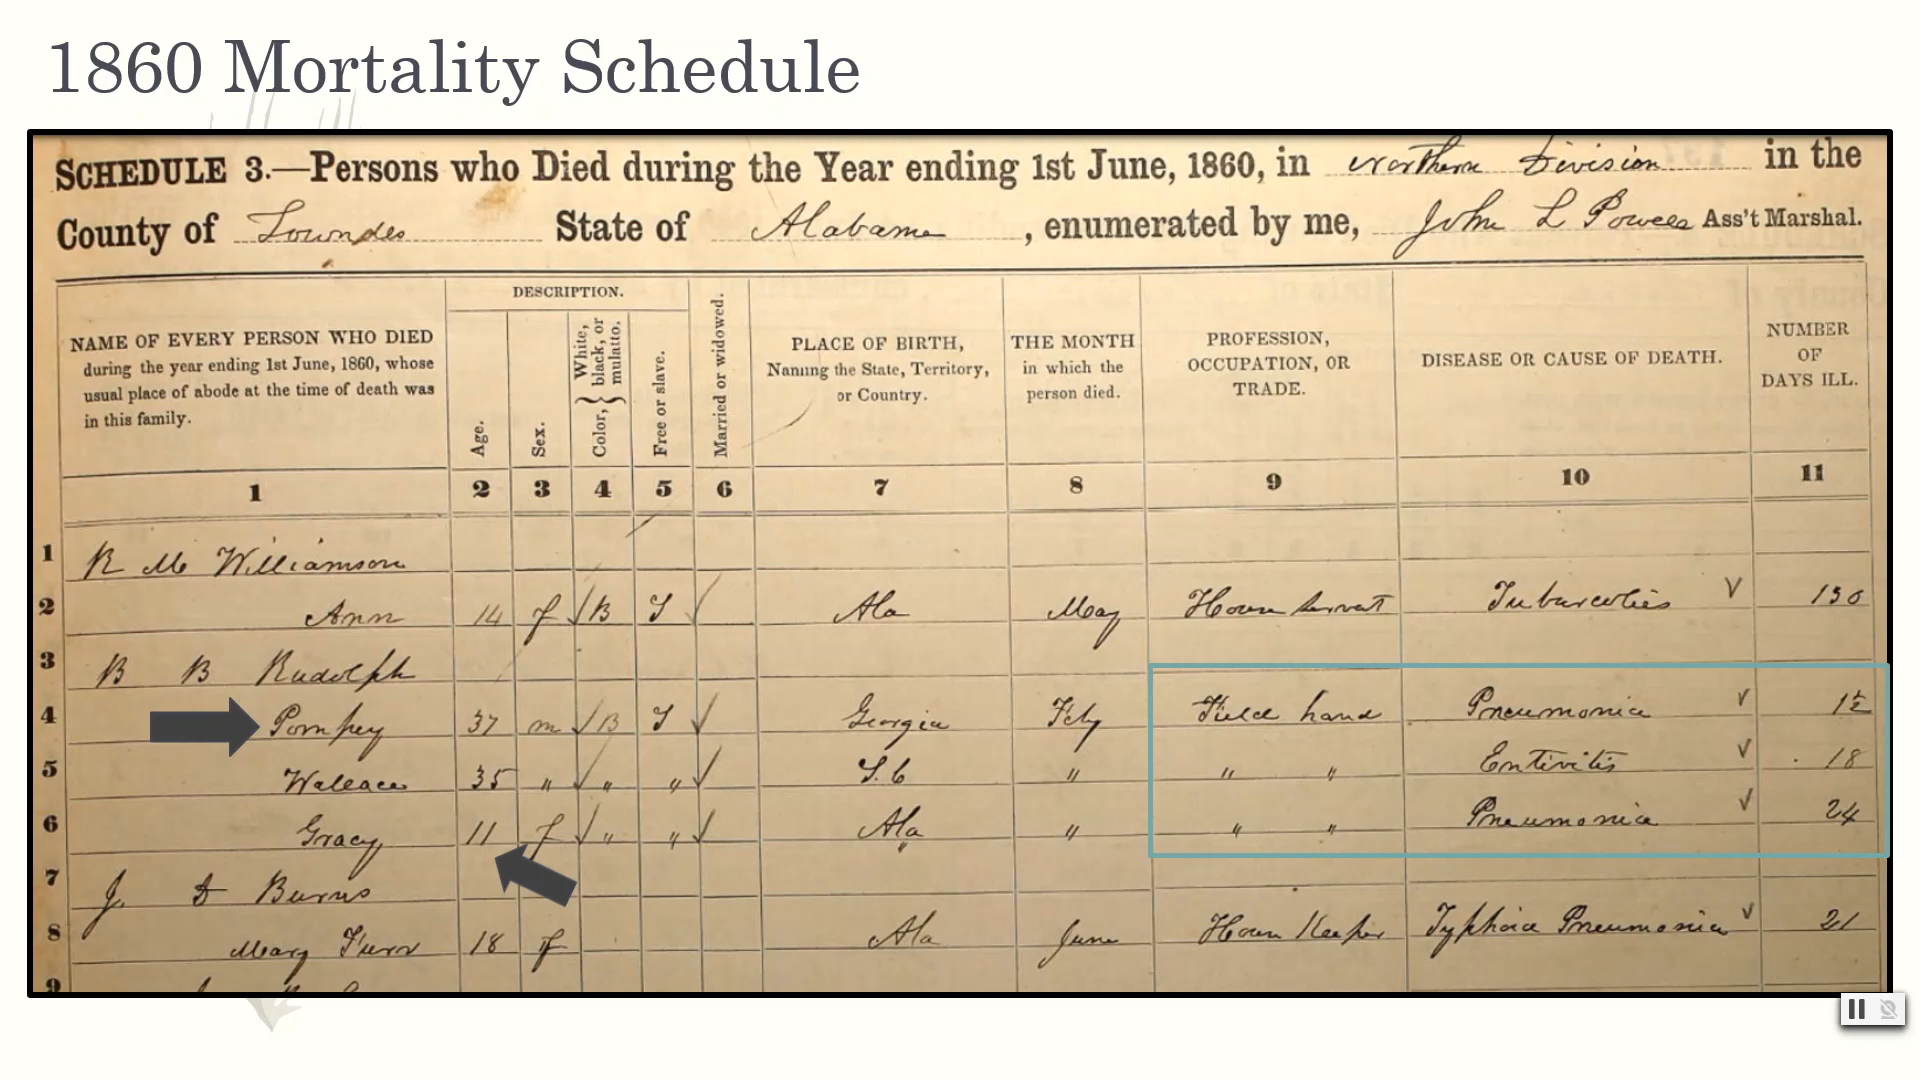 1860 Mortality Schedule
SCHEDULE 3.—Persons who Died during the Year ending 1st June, 1860, in Northern Division in the
County of Lowndes State of Alabama, enumerated by me, John L Powers Ass't Marshal.
NAME OF EVERY PERSON WHO DIED
during the year ending 1st June, 1860, whose
usual place of abode at the time of death was
in this family.
DESCRIPTION.
Age.
Sex.
Color, { White, black, or mulatto.
Free or slave.
Married or widowed.
PLACE OF BIRTH,
Naming the State, Territory,
or Country.
THE MONTH
in which the
person died.
PROFESSION,
OCCUPATION, OR
TRADE.
DISEASE OR CAUSE OF DEATH.
NUMBER
OF
DAYS ILL.
1 2 3 4 5 6 7 8 9 10 11
1 R M Williamson
2 Ann 14 f √ B S √ Ala May House servant √ 130
3 B B Rudolph
4 Pompey 37 m √ B S √ Georgia Feby Field hand Pneumonia √ 12
5 Wallace 35 " √ " " √ S.C " " " √ 18
6 Gracy 11 f √ " " √ Ala " " " Pneumonia √ 24
7 J. D Burns
8 Mary 18 f Ala June House Keeper Typhoid Pneumonia √ 21
9